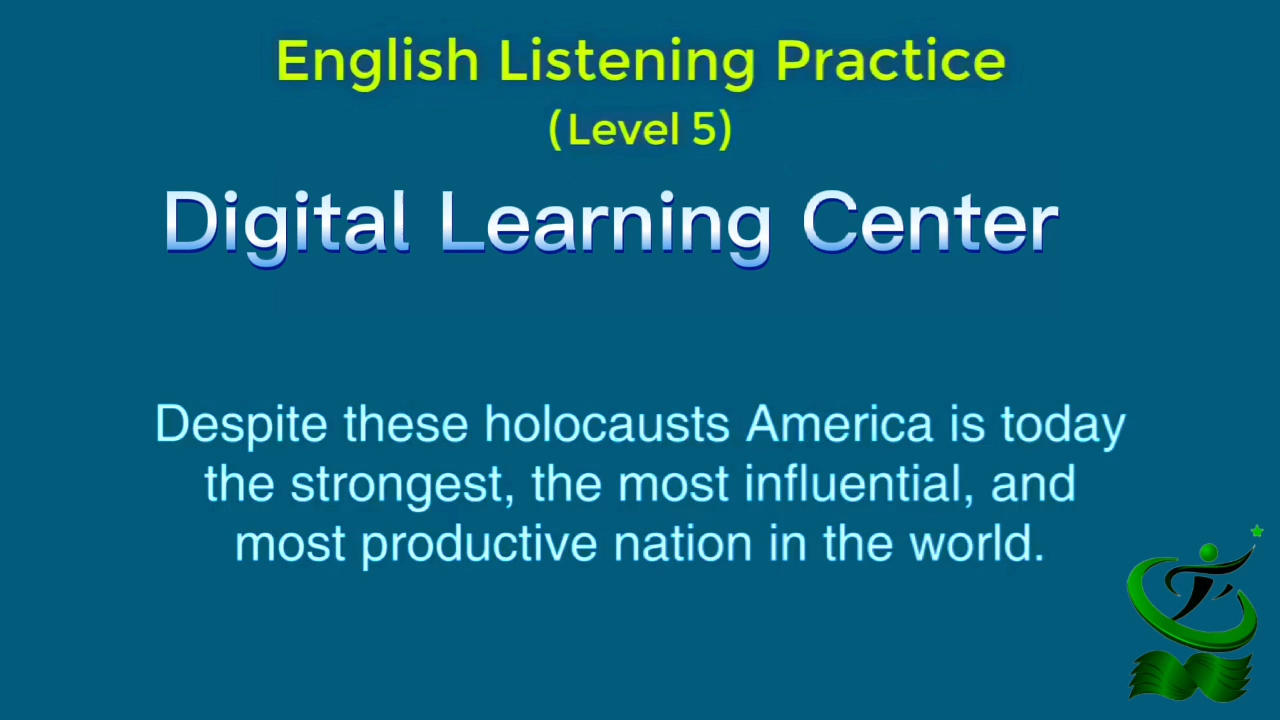 English Listening Practice
(Level 5)
Digital Learning Center
Despite these holocausts America is today
the strongest, the most influential, and
most productive nation in the world.